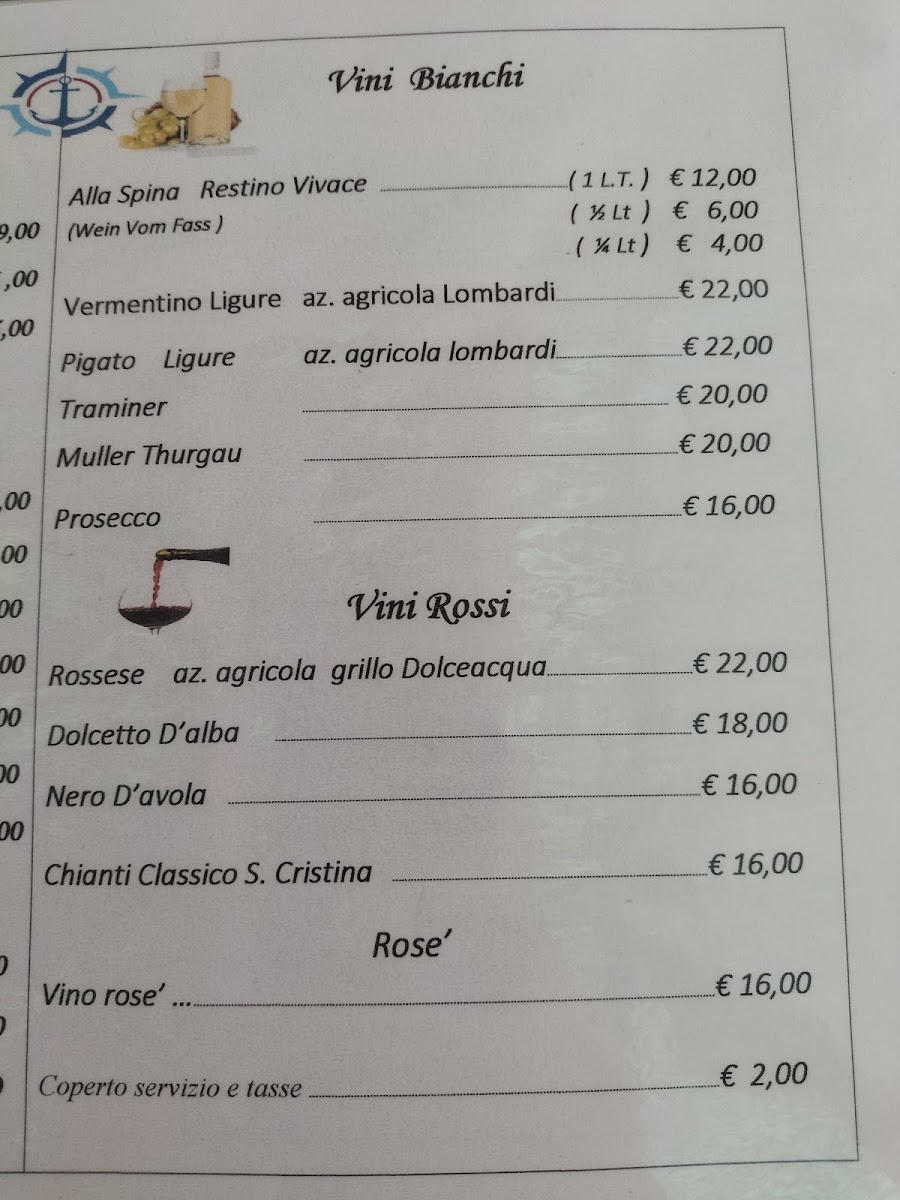 Vini Bianchi
Alla Spina Restino Vivace ( 1 L.T. ) € 12,00
(Wein Vom Fass ) ( ½ Lt ) € 6,00
( ¼ Lt ) € 4,00
Vermentino Ligure az. agricola Lombardi € 22,00
Pigato Ligure az. agricola lombardi € 22,00
Traminer € 20,00
Muller Thurgau € 20,00
Prosecco € 16,00
Vini Rossi
Rossese az. agricola grillo Dolceacqua € 22,00
Dolcetto D’alba € 18,00
Nero D’avola € 16,00
Chianti Classico S. Cristina € 16,00
Rose’
Vino rose’ ... € 16,00
Coperto servizio e tasse € 2,00